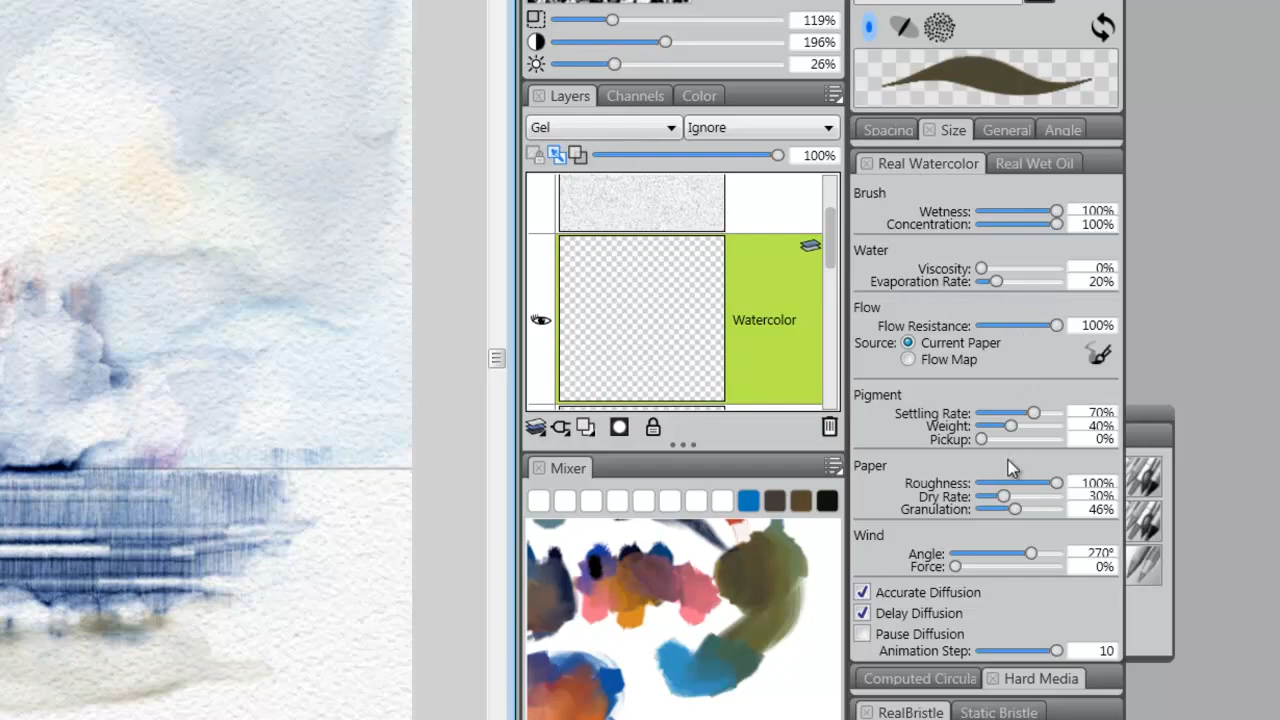 119%
196%
26%
Layers Channels Color
Gel Ignore
100%
Watercolor
Mixer
Spacing Size General Angle
Real Watercolor Real Wet Oil
Brush
Wetness: 100%
Concentration: 100%
Water
Viscosity: 0%
Evaporation Rate: 20%
Flow
Flow Resistance: 100%
Source: Current Paper
Flow Map
Pigment
Settling Rate: 70%
Weight: 40%
Pickup: 0%
Paper
Roughness: 100%
Dry Rate: 30%
Granulation: 46%
Wind
Angle: 270°
Force: 0%
Accurate Diffusion
Delay Diffusion
Pause Diffusion
Animation Step: 10
Computed Circula Hard Media
RealBristle Static Bristle